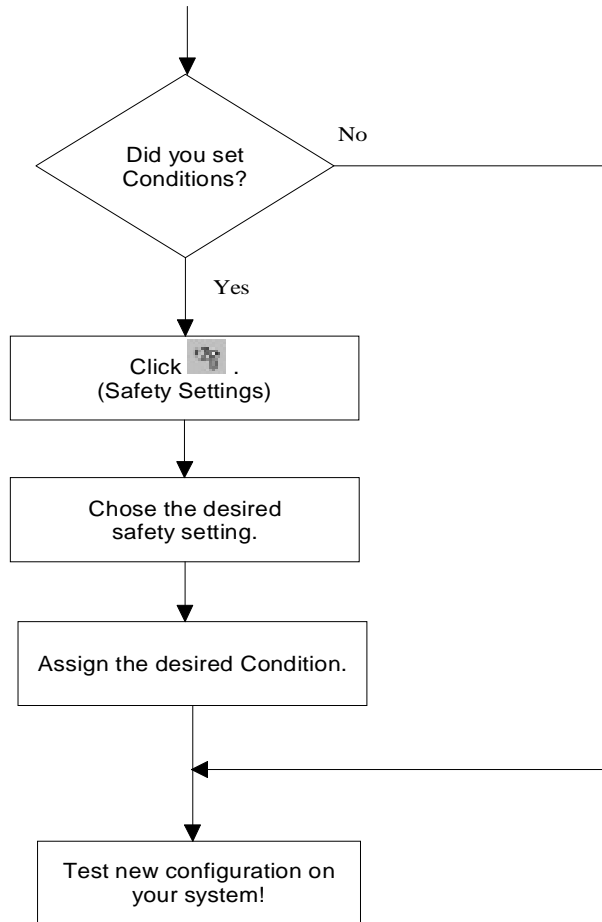 Did you set
Conditions?
No
Yes
Click .
(Safety Settings)
Chose the desired
safety setting.
Assign the desired Condition.
Test new configuration on
your system!